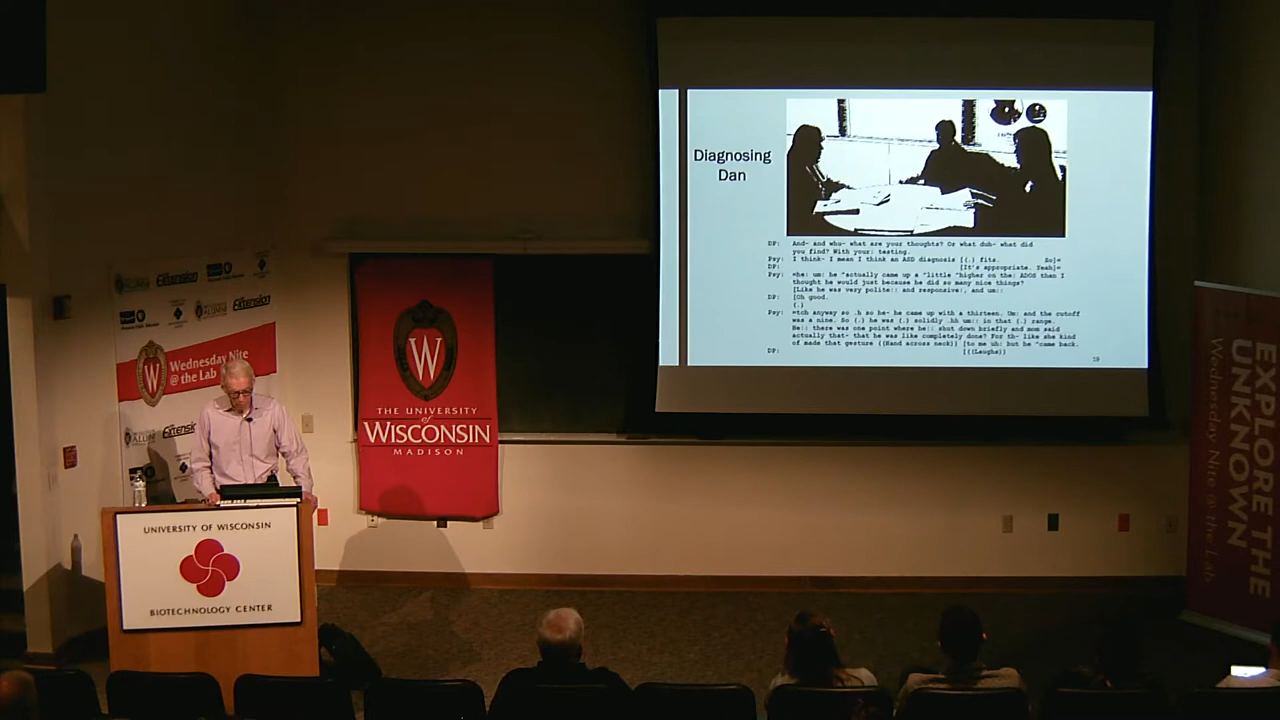 Diagnosing
Dan
DP: And- and whu- what are your thoughts? Or what duh- what did
you find? With your: testing.
Psy: I think- I mean I think an ASD diagnosis [(.) fits. So]=
DP: [It's appropriate. Yeah]=
Psy: =he: um: he ^actually came up a ^little ^higher on the: ADOS than I
thought he would just because he did so many nice things?
[Like he was very polite:: and responsive:, and um::
DP: [Oh good.
(.)
Psy: =tch anyway so .h so he- he came up with a thirteen. Um: and the cutoff
was a nine. So (.) he was (.) solidly .hh um:: in that (.) range.
He:: there was one point where he:: shut down briefly and mom said
actually that- that he was like completely done? For th- like she kind
of made that gesture ((Hand across neck)) [to me uh: but he ^came back.
DP: [((Laughs))
19
Extension
Extension
Wednesday Nite
@ the Lab
ALUMNI
Extension
W
THE UNIVERSITY
of
WISCONSIN
MADISON
UNIVERSITY OF WISCONSIN
BIOTECHNOLOGY CENTER
EXPLORE THE
UNKNOWN
Wednesday Nite @ the Lab